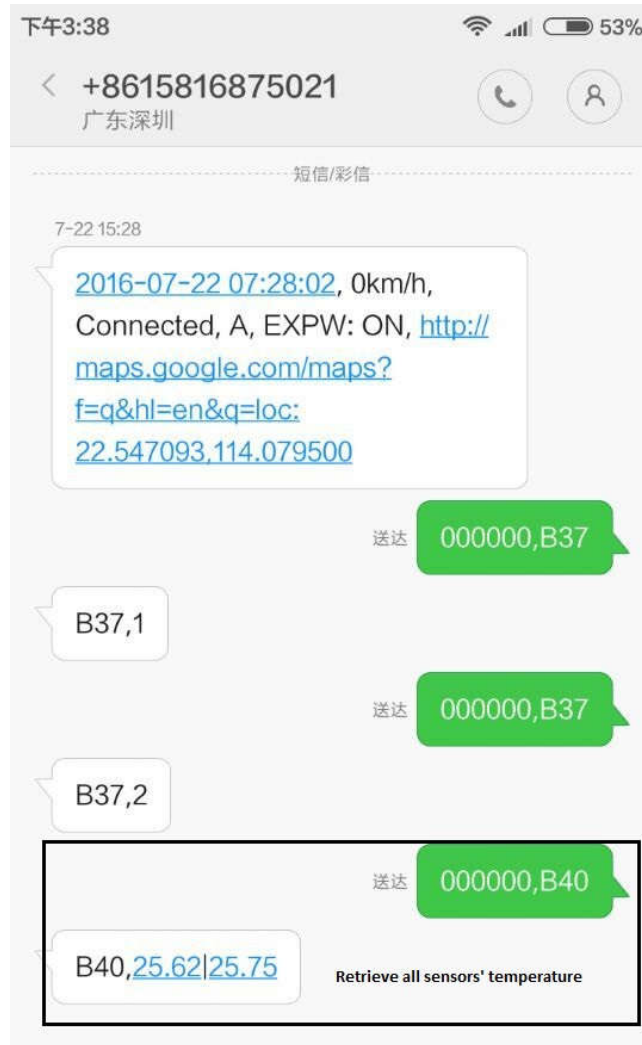 下午3:38 53%
+8615816875021
广东深圳
短信/彩信
7-22 15:28
2016-07-22 07:28:02, 0km/h,
Connected, A, EXPW: ON, http://
maps.google.com/maps?
f=q&hl=en&q=loc:
22.547093,114.079500
送达 000000,B37
B37,1
送达 000000,B37
B37,2
送达 000000,B40
B40,25.62|25.75 Retrieve all sensors' temperature